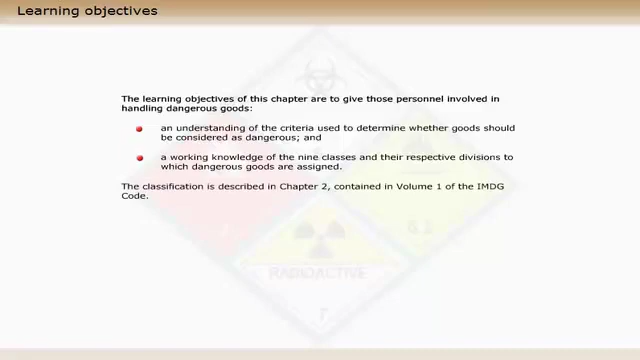 Learning objectives
The learning objectives of this chapter are to give those personnel involved in
handling dangerous goods:
an understanding of the criteria used to determine whether goods should
be considered as dangerous; and
a working knowledge of the nine classes and their respective divisions to
which dangerous goods are assigned.
The classification is described in Chapter 2, contained in Volume 1 of the IMDG
Code.
6.1
RADIOACTIVE
7